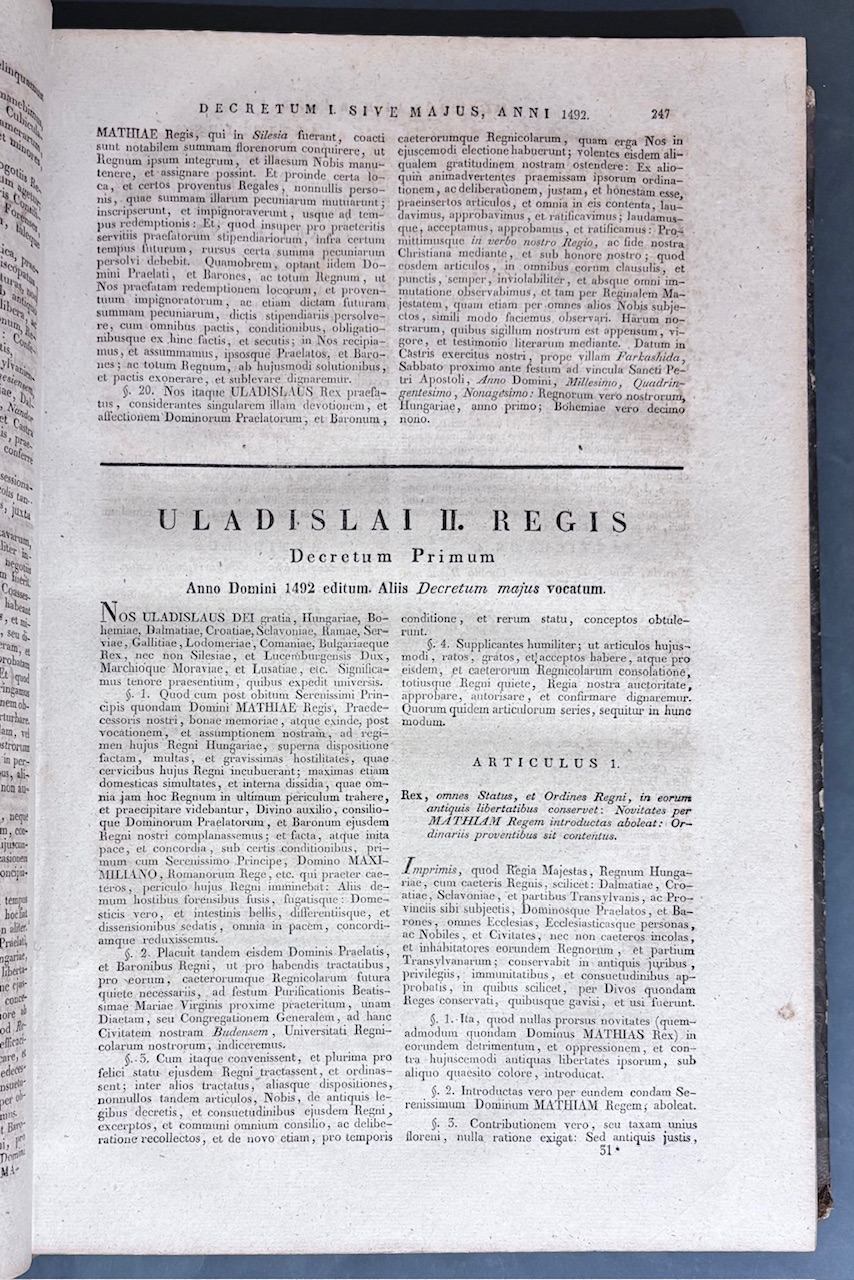 DECRETUM I. SIVE MAJUS, ANNI 1492. 247
MATHIAE Regis, qui in Silesia fuerant, coacti
sunt notabilem summam florenorum conquirere, ut
Regnum ipsum integrum, et illaesum Nobis manu-
tenere, et assignare possint. Et proinde certa lo-
ca, et certos proventus Regales, nonnullis perso-
nis, quae summam illarum pecuniarum mutuarunt;
inscripserunt, et impignoraverunt, usque ad tem-
pus redemptionis: Et, quod insuper pro praeteritis
servitiis praefatorum stipendiariorum, infra certum
tempus futurum, rursus certa summa pecuniarum
persolvi debebit. Quamobrem, optant iidem Do-
mini Praelati, et Barones, ac totum Regnum, ut
Nos praefatam redemptionem locorum, et proven-
tuum impignoratorum, ac etiam dictam futuram
summam pecuniarum, dictis stipendiariis persolve-
re, cum omnibus pactis, conditionibus, obligatio-
nibusque ex hinc factis, et secutis; in Nos recipia-
mus, et assummamus, ipsosque Praelatos, et Baro-
nes; ac totum Regnum, ab hujusmodi solutionibus,
et pactis exonerare, et sublevare dignaremur.
§. 20. Nos itaque ULADISLAUS Rex praefa-
tus, considerantes singularem illam devotionem, et
affectionem Dominorum Praelatorum, et Baronum,
caeterorumque Regnicolarum, quam erga Nos in
ejuscemodi electione habuerunt; volentes eisdem ali-
qualem gratitudinem nostram ostendere: Ex alio-
quin animadvertentes praemissam ipsorum ordina-
tionem, ac deliberationem, justam, et honestam esse,
praeinsertos articulos, et omnia in eis contenta, lau-
davimus, approbavimus, et ratificavimus; laudamus-
que, acceptamus, approbamus, et ratificamus: Pro-
mittimusque in verbo nostro Regio, ac fide nostra
Christiana mediante, et sub honore nostro; quod
eosdem articulos, in omnibus eorum clausulis, et
punctis, semper, inviolabiliter, et absque omni im-
mutatione observabimus, et tam per Reginalem Ma-
jestatem, quam etiam per omnes alios Nobis subje-
ctos, simili modo faciemus observari. Harum no-
strarum, quibus sigillum nostrum est appensum, vi-
gore, et testimonio literarum mediante. Datum in
Castris exercitus nostri, prope villam Farkashida,
Sabbato proximo ante festum ad vincula Sancti Pe-
tri Apostoli, Anno Domini, Millesimo, Quadrin-
gentesimo, Nonagesimo: Regnorum vero nostrorum,
Hungariae, anno primo; Bohemiae vero decimo
nono.
ULADISLAI II. REGIS
Decretum Primum
Anno Domini 1492 editum. Aliis Decretum majus vocatum.
NOS ULADISLAUS DEI gratia, Hungariae, Bo-
hemiae, Dalmatiae, Croatiae, Sclavoniae, Ramae, Ser-
viae, Gallitiae, Lodomeriae, Comaniae, Bulgariaeque
Rex, nec non Silesiae, et Lucemburgensis Dux,
Marchioque Moraviae, et Lusatiae, etc. Significa-
mus tenore praesentium, quibus expedit universis.
§. 1. Quod cum post obitum Serenissimi Prin-
cipis quondam Domini MATHIAE Regis, Praede-
cessoris nostri, bonae memoriae, atque exinde, post
vocationem, et assumptionem nostram, ad regi-
men hujus Regni Hungariae, superna dispositione
factam, multas, et gravissimas hostilitates, quae
cervicibus hujus Regni incubuerant; maximas etiam
domesticas simultates, et interna dissidia, quae om-
nia jam hoc Regnum in ultimum periculum trahere,
et praecipitare videbantur, Divino auxilio, consilio-
que Dominorum Praelatorum, et Baronum ejusdem
Regni nostri complanassemus; et facta, atque inita
pace, et concordia, sub certis conditionibus, pri-
mum cum Serenissimo Principe, Domino MAXI-
MILIANO, Romanorum Rege, etc. qui praeter cae-
teros, periculo hujus Regni imminebat: Aliis de-
mum hostibus forensibus fusis, fugatisque: Dome-
sticis vero, et intestinis bellis, differentiisque, et
dissensionibus sedatis, omnia in pacem, concordi-
amque reduxissemus.
§. 2. Placuit tandem eisdem Dominis Praelatis,
et Baronibus Regni, ut pro habendis tractatibus,
pro eorum, caeterorumque Regnicolarum futura
quiete necessariis, ad festum Purificationis Beatis-
simae Mariae Virginis proxime praeteritum, unam
Diaetam, seu Congregationem Generalem, ad hanc
Civitatem nostram Budensem, Universitati Regni-
colarum nostrorum, indiceremus.
§. 3. Cum itaque convenissent, et plurima pro
felici statu ejusdem Regni tractassent, et ordinas-
sent; inter alios tractatus, aliasque dispositiones,
nonnullos tandem articulos, Nobis, de antiquis le-
gibus decretis, et consuetudinibus ejusdem Regni,
excerptos, et communi omnium consilio, ac delibe-
ratione recollectos, et de novo etiam, pro temporis
conditione, et rerum statu, conceptos obtule-
runt.
§. 4. Supplicantes humiliter; ut articulos hujus-
modi, ratos, gratos, et acceptos habere, atque pro
eisdem, et caeterorum Regnicolarum consolatione,
totiusque Regni quiete, Regia nostra auctoritate,
approbare, autorisare, et confirmare dignaremur.
Quorum quidem articulorum series, sequitur in hunc
modum.
ARTICULUS 1.
Rex, omnes Status, et Ordines Regni, in eorum
antiquis libertatibus conservet: Novitates per
MATHIAM Regem introductas aboleat: Or-
dinariis proventibus sit contentus.
Imprimis, quod Regia Majestas, Regnum Hunga-
riae, cum caeteris Regnis, scilicet: Dalmatiae, Cro-
atiae, Sclavoniae, et partibus Transylvanis, ac Pro-
vinciis sibi subjectis, Dominosque Praelatos, et Ba-
rones, omnes Ecclesias, Ecclesiasticasque personas,
ac Nobiles, et Civitates, nec non caeteros incolas,
et inhabitatores eorundem Regnorum, et partium
Transylvanarum; conservabit in antiquis juribus,
privilegiis, immunitatibus, et consuetudinibus ap-
probatis, in quibus scilicet, per Divos quondam
Reges conservati, quibusque gavisi, et usi fuerunt.
§. 1. Ita, quod nullas prorsus novitates (quem-
admodum quondam Dominus MATHIAS Rex) in
eorundem detrimentum, et oppressionem, et con-
tra hujuscemodi antiquas libertates ipsorum, sub
aliquo quaesito colore, introducat.
§. 2. Introductas vero per eundem condam Se-
renissimum Dominum MATHIAM Regem; aboleat.
§. 3. Contributionem vero, seu taxam unius
floreni, nulla ratione exigat: Sed antiquis justis,
31*